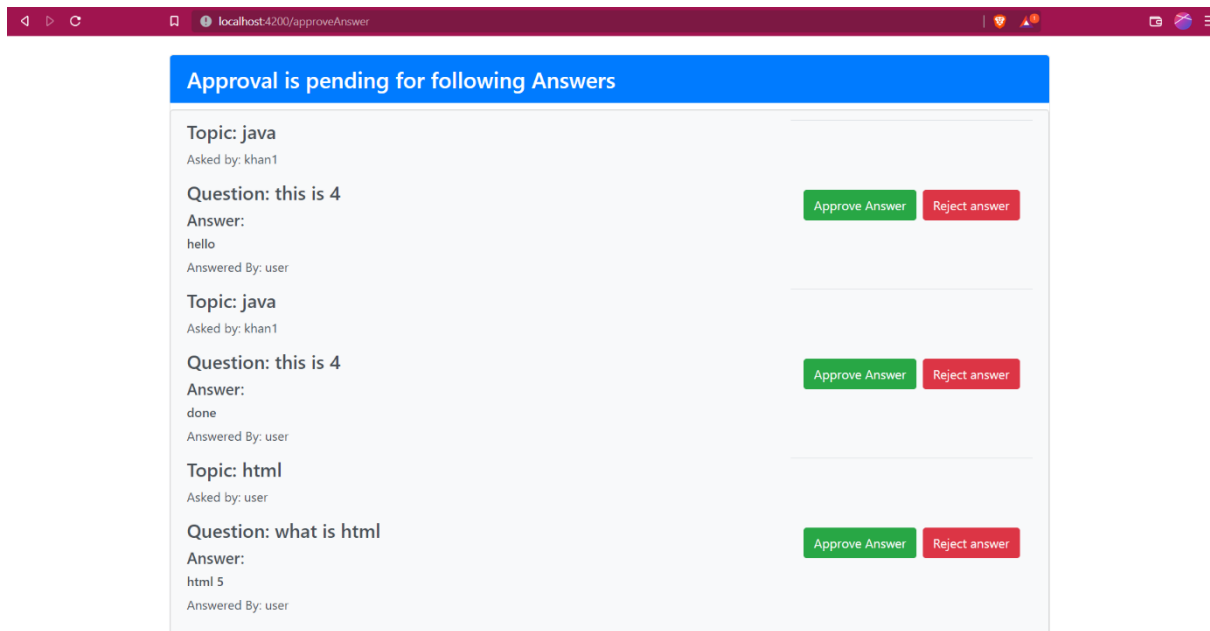 localhost:4200/approveAnswer
Approval is pending for following Answers
Topic: java
Asked by: khan1
Question: this is 4
Answer:
hello
Answered By: user
Approve Answer Reject answer
Topic: java
Asked by: khan1
Question: this is 4
Answer:
done
Answered By: user
Approve Answer Reject answer
Topic: html
Asked by: user
Question: what is html
Answer:
html 5
Answered By: user
Approve Answer Reject answer